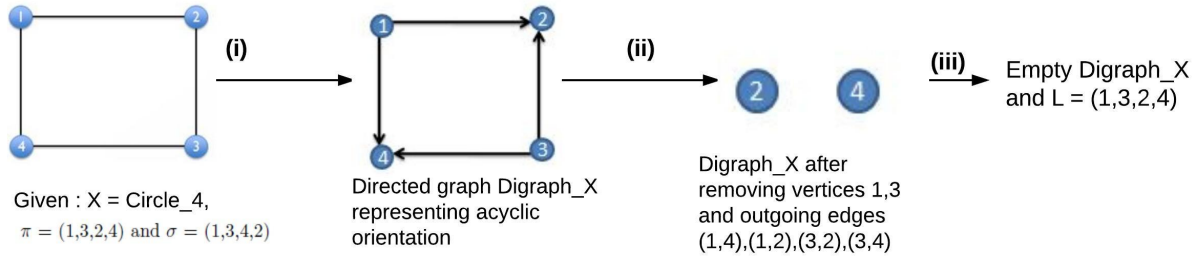 1
2
4
3
Given : X = Circle_4,
π = (1,3,2,4) and σ = (1,3,4,2)
(i)
1
2
4
3
Directed graph Digraph_X
representing acyclic
orientation
(ii)
2
4
Digraph_X after
removing vertices 1,3
and outgoing edges
(1,4),(1,2),(3,2),(3,4)
(iii)
Empty Digraph_X
and L = (1,3,2,4)